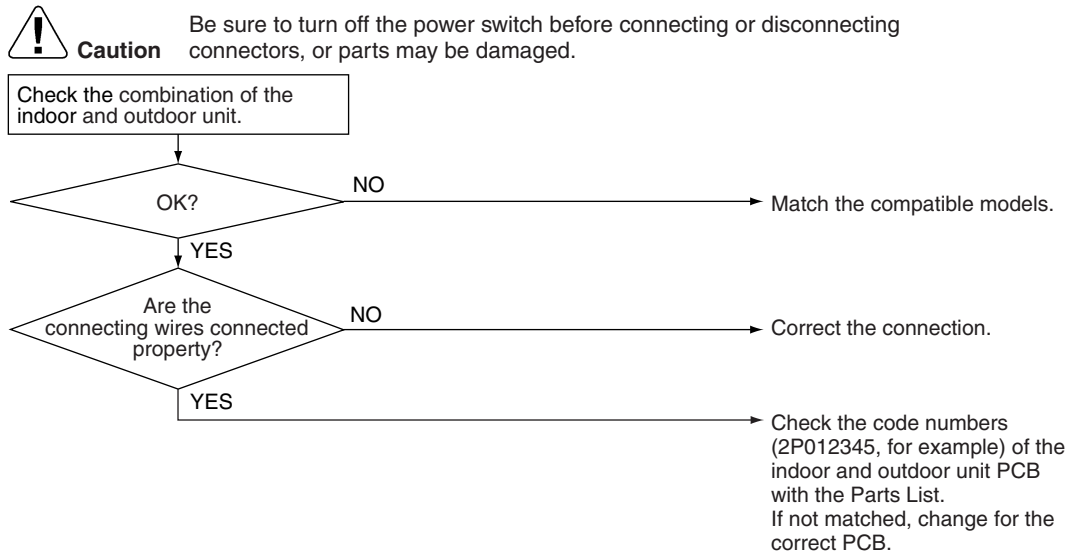 Be sure to turn off the power switch before connecting or disconnecting
Caution connectors, or parts may be damaged.
Check the combination of the
indoor and outdoor unit.
OK?
NO
Match the compatible models.
YES
Are the
connecting wires connected
property?
NO
Correct the connection.
YES
Check the code numbers
(2P012345, for example) of the
indoor and outdoor unit PCB
with the Parts List.
If not matched, change for the
correct PCB.